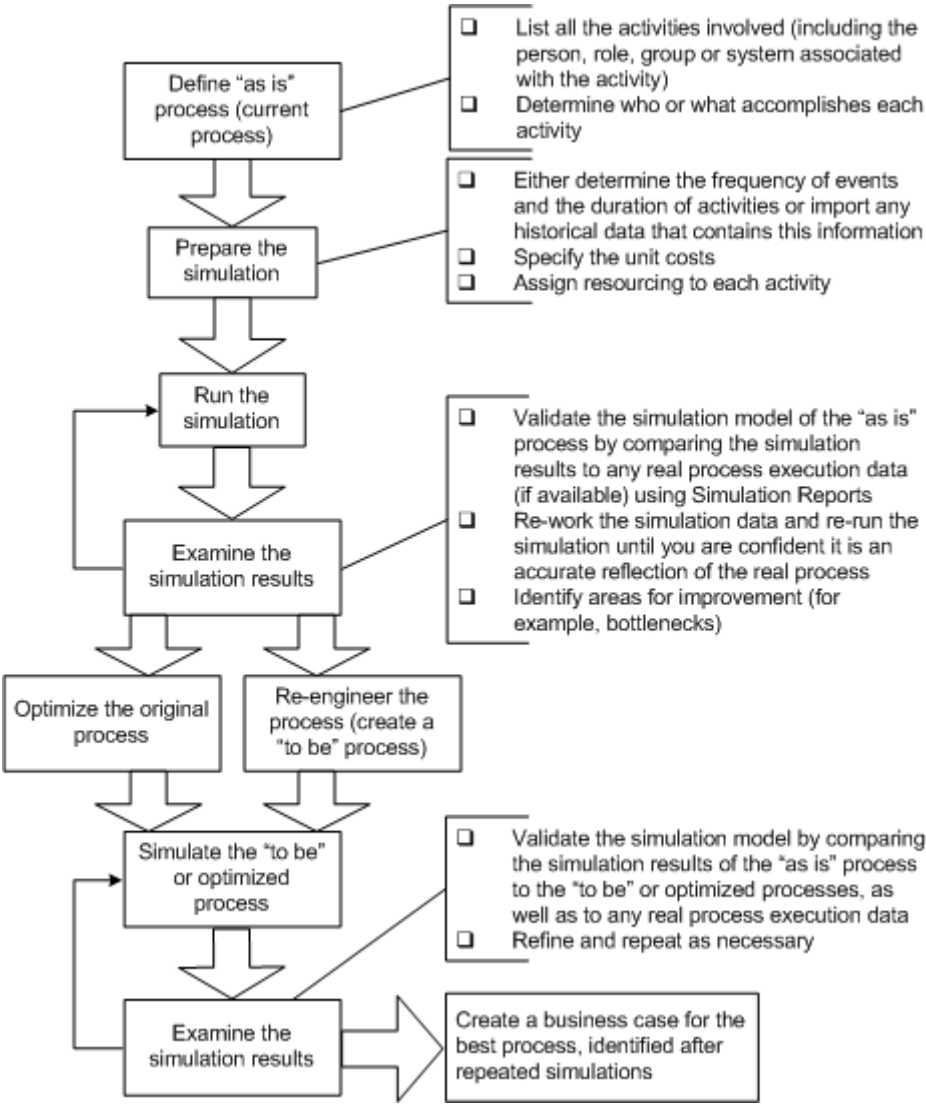 Define “as is”
process (current
process)
❑ List all the activities involved (including the
person, role, group or system associated
with the activity)
❑ Determine who or what accomplishes each
activity
Prepare the
simulation
❑ Either determine the frequency of events
and the duration of activities or import any
historical data that contains this information
❑ Specify the unit costs
❑ Assign resourcing to each activity
Run the
simulation
Examine the
simulation results
❑ Validate the simulation model of the “as is”
process by comparing the simulation
results to any real process execution data
(if available) using Simulation Reports
❑ Re-work the simulation data and re-run the
simulation until you are confident it is an
accurate reflection of the real process
❑ Identify areas for improvement (for
example, bottlenecks)
Optimize the original
process
Re-engineer the
process (create a
“to be” process)
Simulate the “to be”
or optimized
process
❑ Validate the simulation model by comparing
the simulation results of the “as is” process
to the “to be” or optimized processes, as
well as to any real process execution data
❑ Refine and repeat as necessary
Examine the
simulation results
Create a business case for the
best process, identified after
repeated simulations